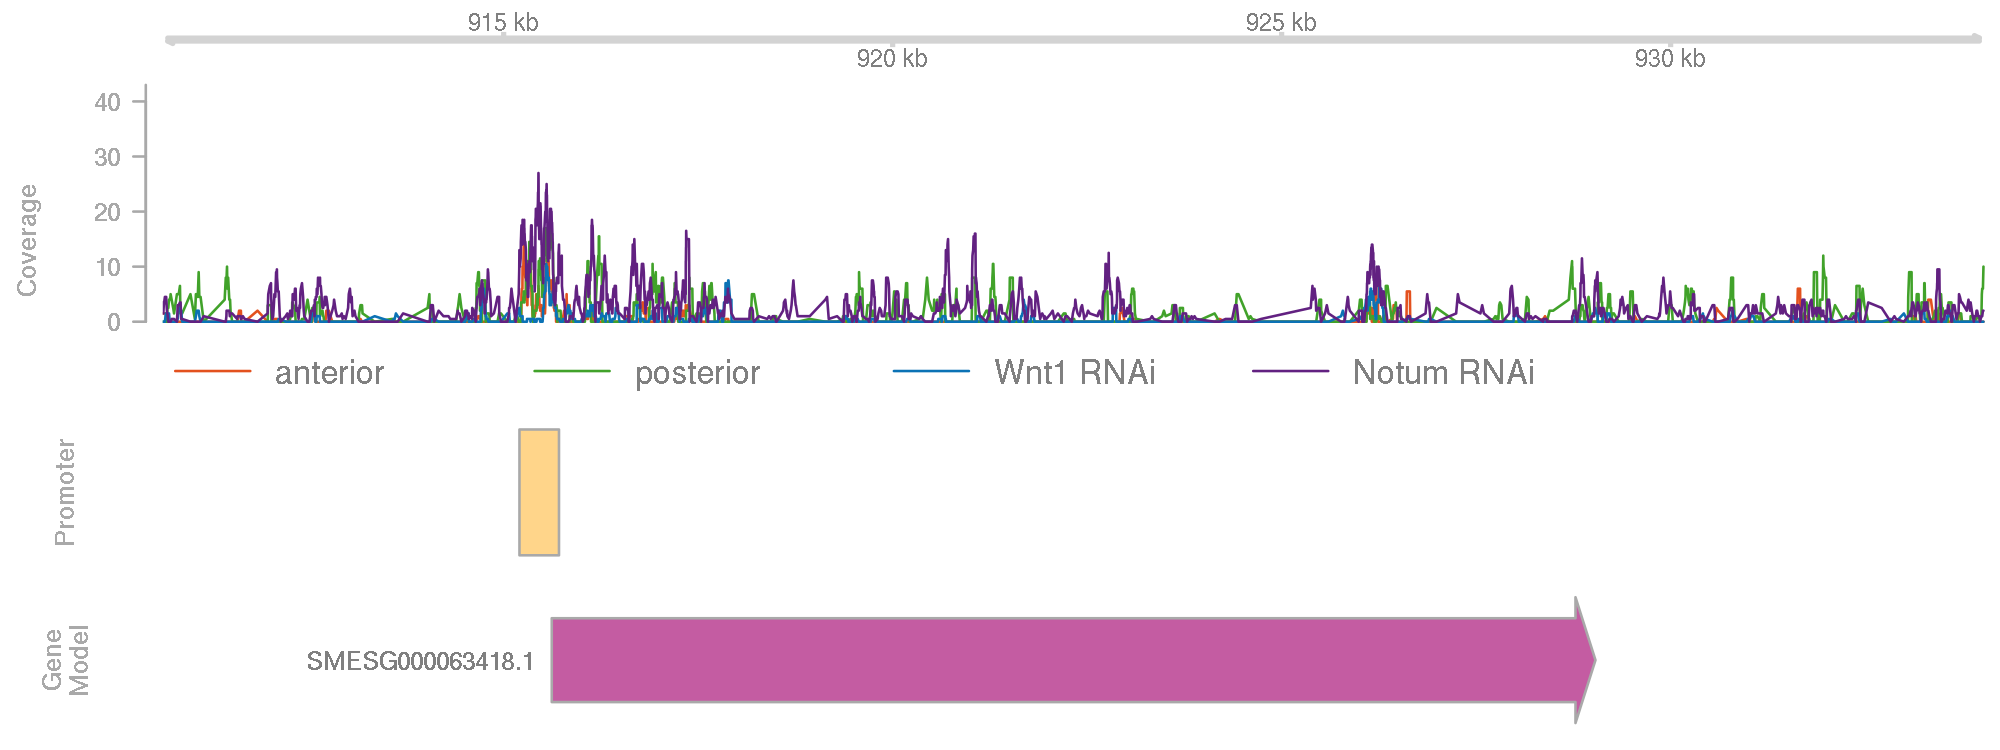 915 kb
925 kb
920 kb
930 kb
Coverage
40
30
20
10
0
anterior
posterior
Wnt1 RNAi
Notum RNAi
Promoter
Gene
Model
SMESG000063418.1